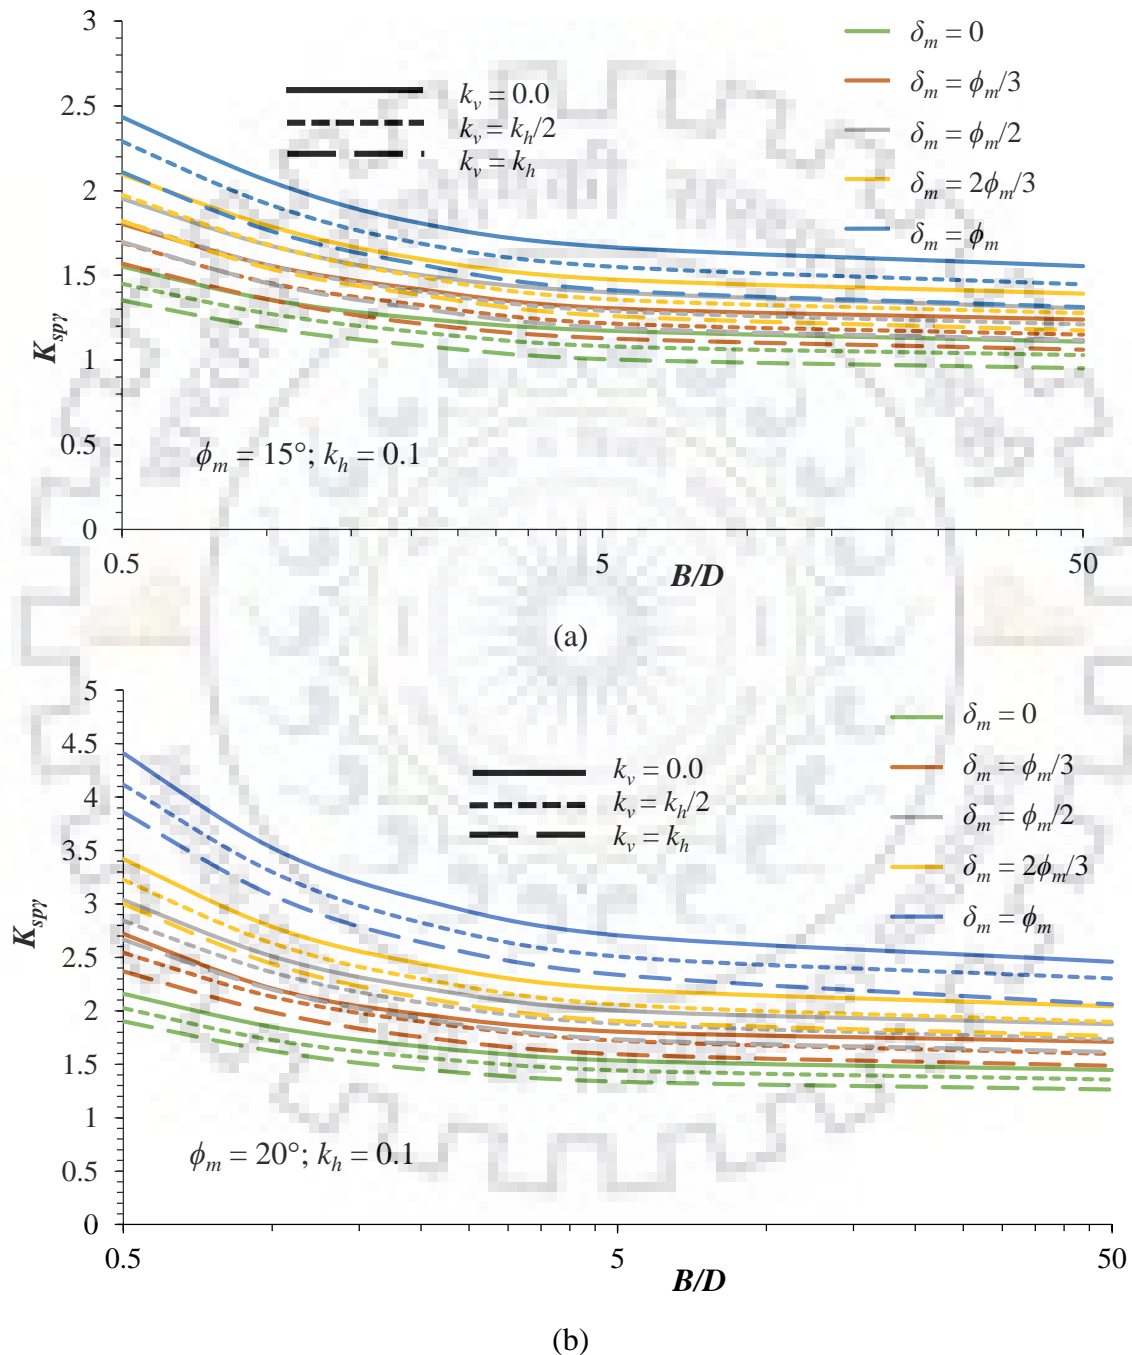 3
2.5
2
1.5
1
0.5
0
K_{spγ}
k_v = 0.0
k_v = k_h/2
k_v = k_h
δ_m = 0
δ_m = ϕ_m/3
δ_m = ϕ_m/2
δ_m = 2ϕ_m/3
δ_m = ϕ_m
ϕ_m = 15°; k_h = 0.1
0.5 5 50
B/D
(a)
5
4.5
4
3.5
3
2.5
2
1.5
1
0.5
0
K_{spγ}
k_v = 0.0
k_v = k_h/2
k_v = k_h
δ_m = 0
δ_m = ϕ_m/3
δ_m = ϕ_m/2
δ_m = 2ϕ_m/3
δ_m = ϕ_m
ϕ_m = 20°; k_h = 0.1
0.5 5 50
B/D
(b)